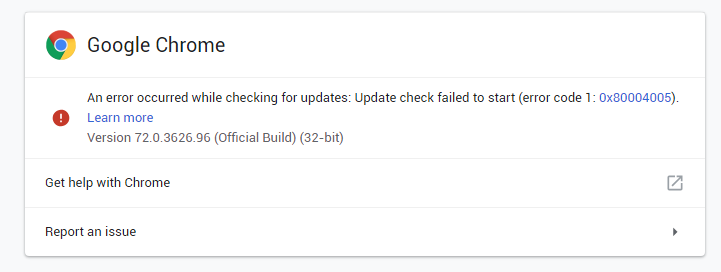 Google Chrome
An error occurred while checking for updates: Update check failed to start (error code 1: 0x80004005).
Learn more
Version 72.0.3626.96 (Official Build) (32-bit)
Get help with Chrome
Report an issue